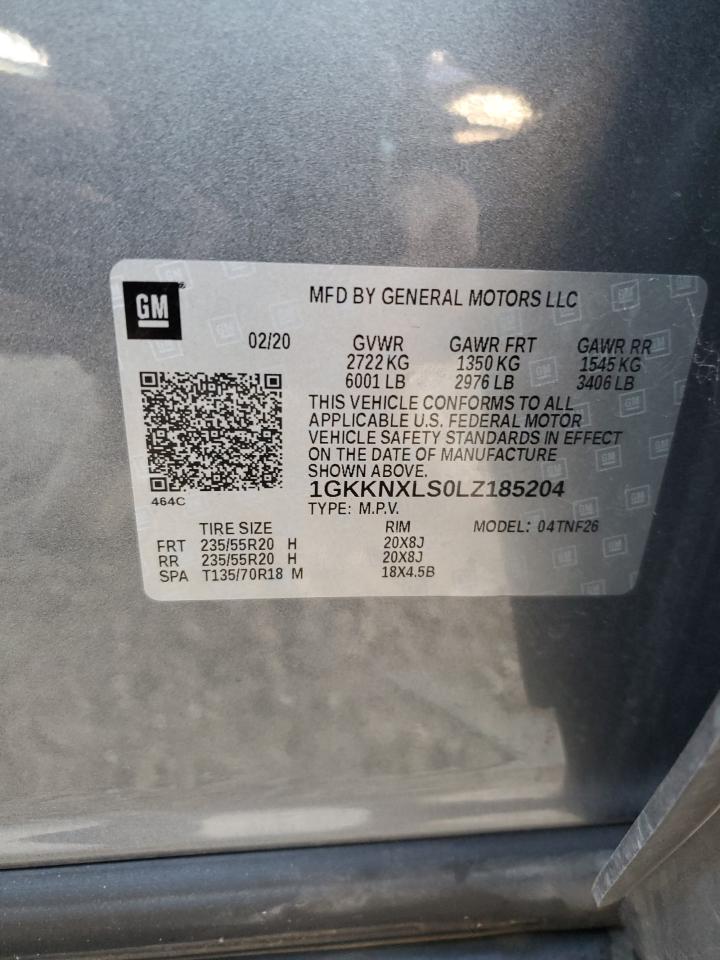 GM
MFD BY GENERAL MOTORS LLC
02/20 GVWR GAWR FRT GAWR RR
2722 KG 1350 KG 1545 KG
6001 LB 2976 LB 3406 LB
THIS VEHICLE CONFORMS TO ALL
APPLICABLE U.S. FEDERAL MOTOR
VEHICLE SAFETY STANDARDS IN EFFECT
ON THE DATE OF MANUFACTURE
SHOWN ABOVE.
464C 1GKKNXLS0LZ185204
TYPE: M.P.V.
TIRE SIZE RIM MODEL: 04TNF26
FRT 235/55R20 H 20X8J
RR 235/55R20 H 20X8J
SPA T135/70R18 M 18X4.5B